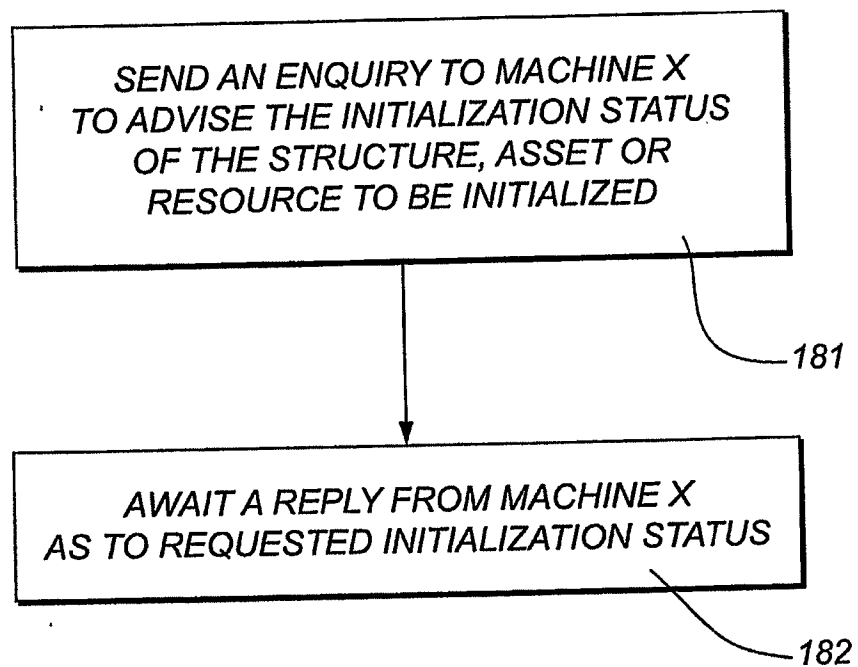 SEND AN ENQUIRY TO MACHINE X
TO ADVISE THE INITIALIZATION STATUS
OF THE STRUCTURE, ASSET OR
RESOURCE TO BE INITIALIZED
181
AWAIT A REPLY FROM MACHINE X
AS TO REQUESTED INITIALIZATION STATUS
182